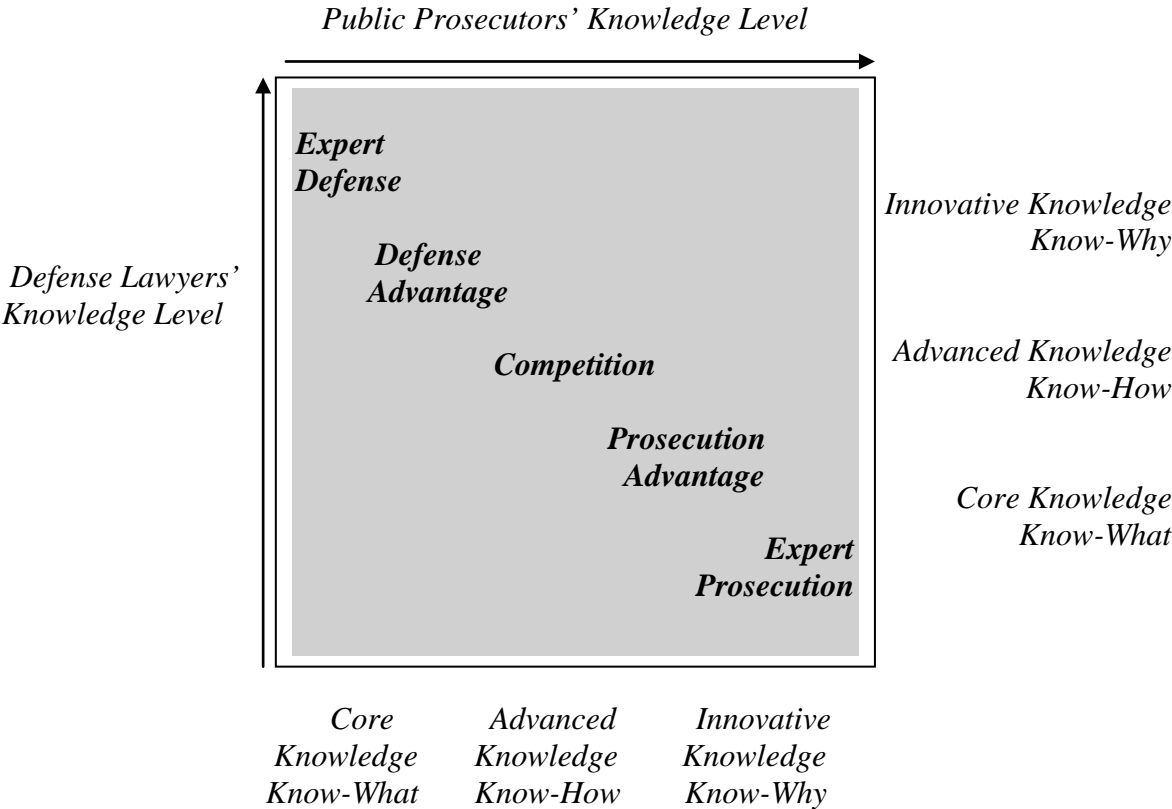 Public Prosecutors’ Knowledge Level
Expert
Defense
Innovative Knowledge
Know-Why
Defense
Advantage
Defense Lawyers’
Knowledge Level
Competition
Advanced Knowledge
Know-How
Prosecution
Advantage
Core Knowledge
Know-What
Expert
Prosecution
Core
Knowledge
Know-What
Advanced
Knowledge
Know-How
Innovative
Knowledge
Know-Why